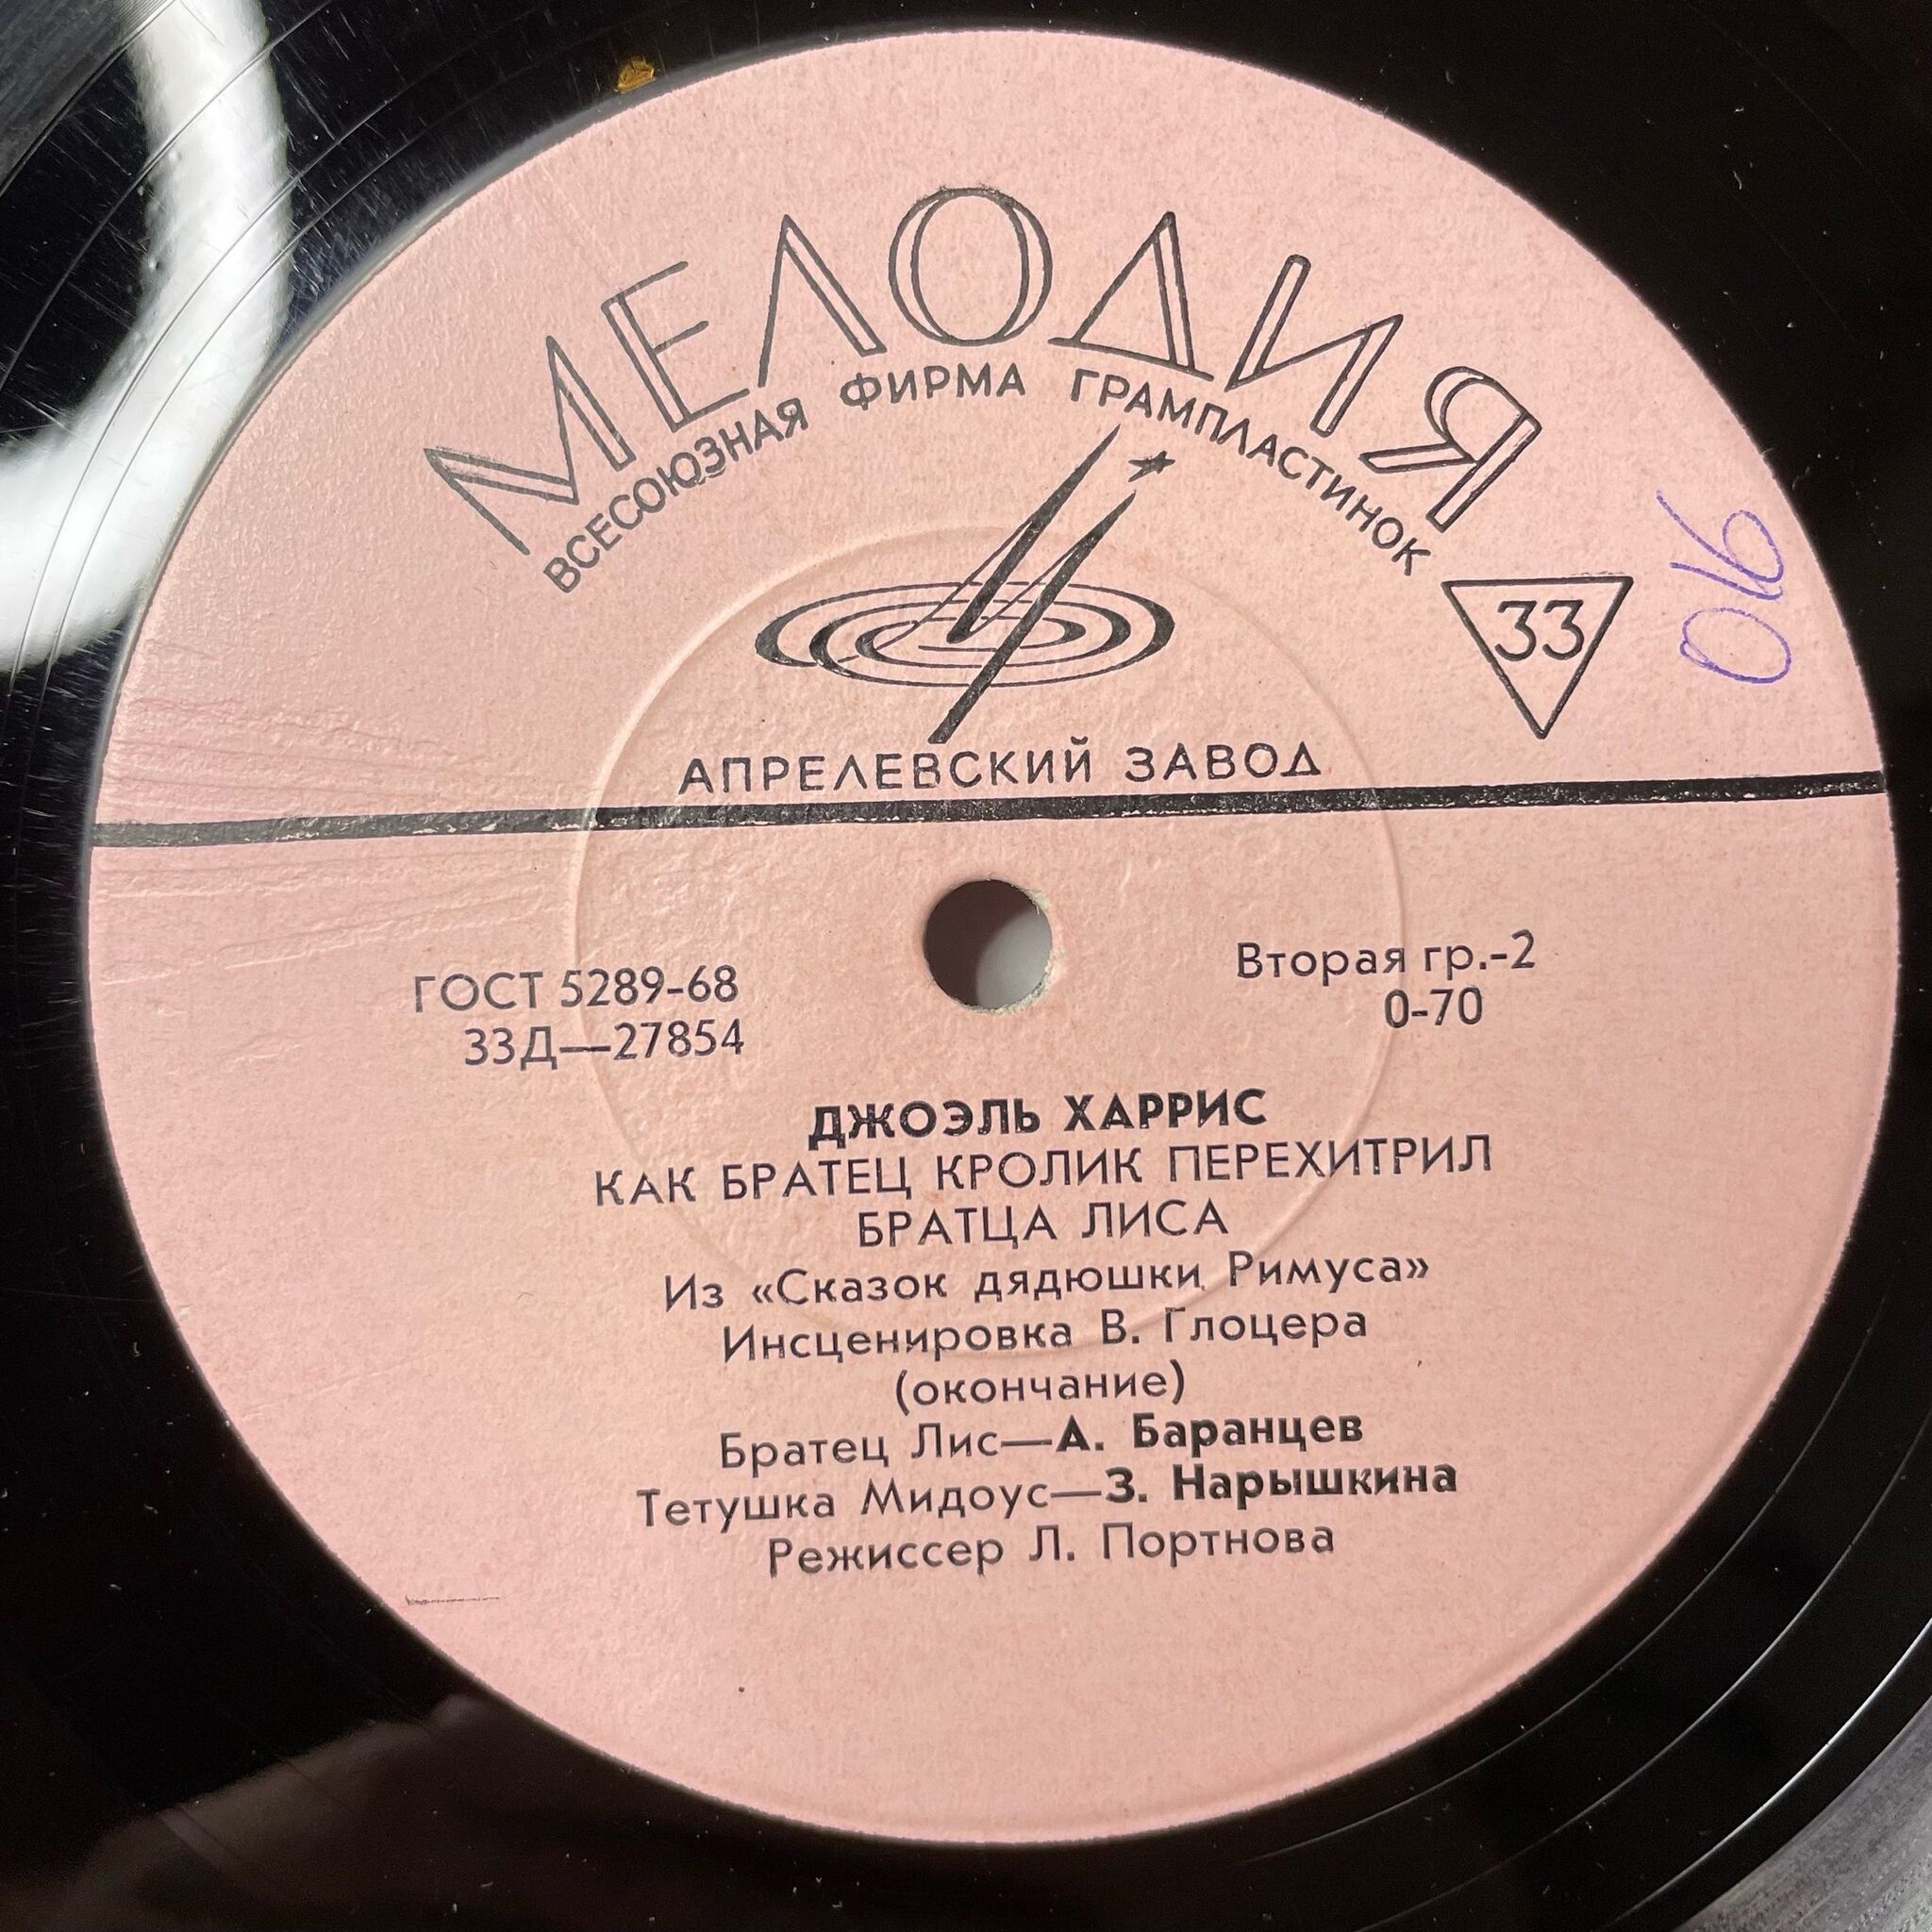 МЕЛОДИЯ
ВСЕСОЮЗНАЯ ФИРМА ГРАМПЛАСТИНОК
33
016
АПРЕЛЕВСКИЙ ЗАВОД
ГОСТ 5289-68
33Д—27854
Вторая гр.-2
0-70
ДЖОЭЛЬ ХАРРИС
КАК БРАТЕЦ КРОЛИК ПЕРЕХИТРИЛ
БРАТЦА ЛИСА
Из «Сказок дядюшки Римуса»
Инсценировка В. Глоцера
(окончание)
Братец Лис—А. Баранцев
Тетушка Мидоус—З. Нарышкина
Режиссер Л. Портнова